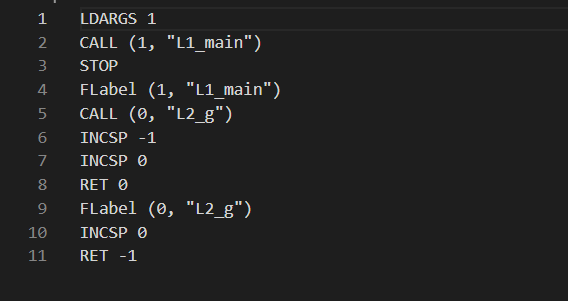 1 LDARGS 1
2 CALL (1, "L1_main")
3 STOP
4 FLabel (1, "L1_main")
5 CALL (0, "L2_g")
6 INCSP -1
7 INCSP 0
8 RET 0
9 FLabel (0, "L2_g")
10 INCSP 0
11 RET -1